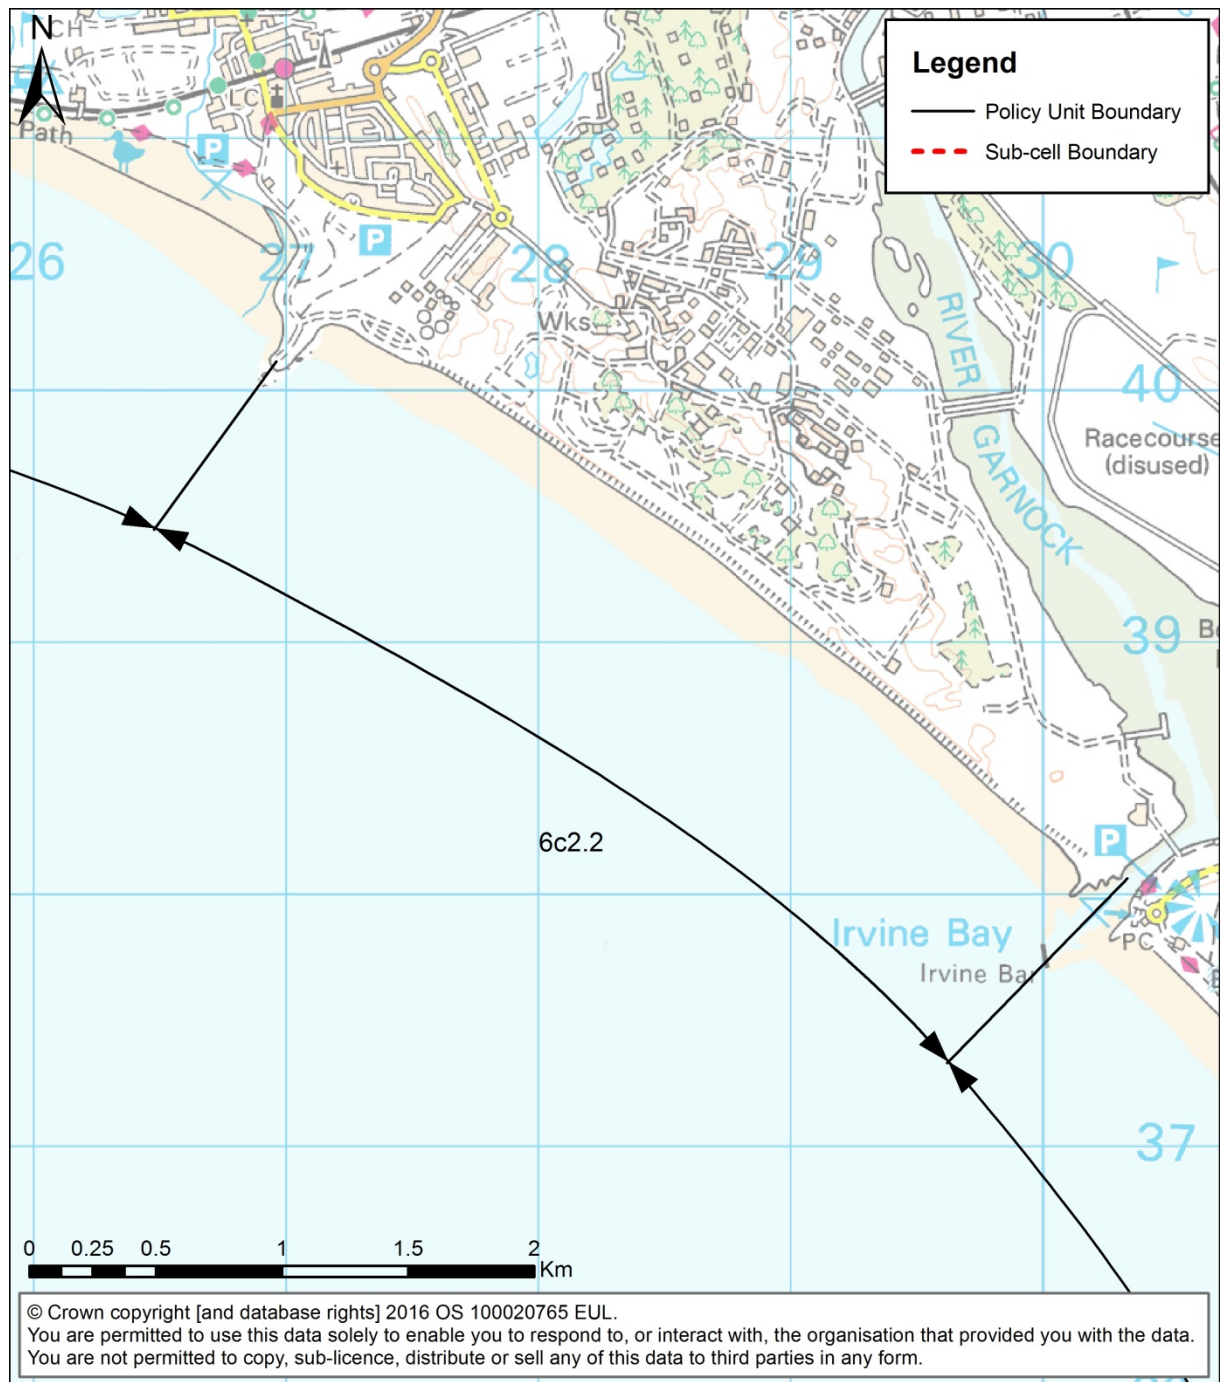 N
CH
Legend
Policy Unit Boundary
Sub-cell Boundary
LC
Path
P
P
26
27
28
29
30
Wks
RIVER
GARNOCK
40
Racecourse
(disused)
39
6c2.2
P
Irvine Bay
Irvine Bar
PC
37
0 0.25 0.5 1 1.5 2
Km
© Crown copyright [and database rights] 2016 OS 100020765 EUL.
You are permitted to use this data solely to enable you to respond to, or interact with, the organisation that provided you with the data.
You are not permitted to copy, sub-licence, distribute or sell any of this data to third parties in any form.